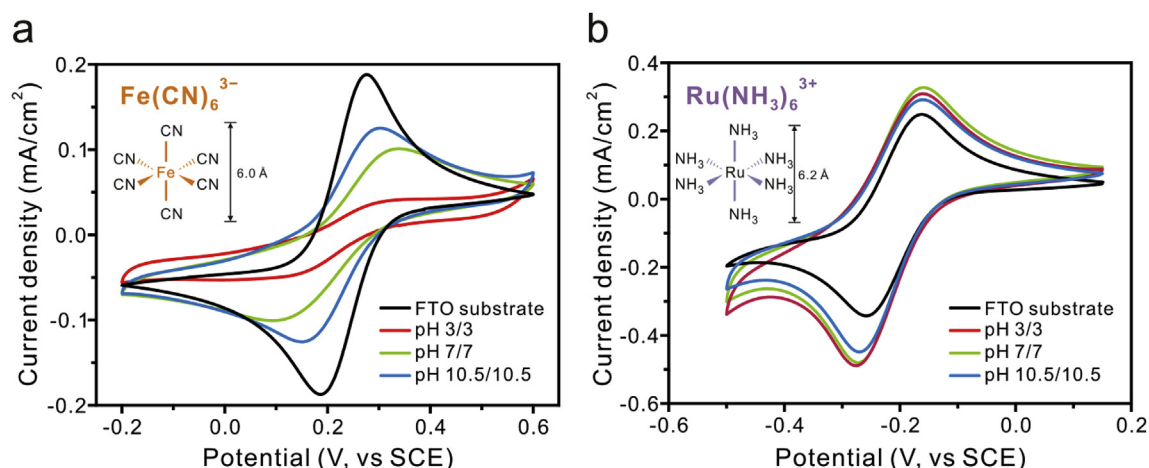 a
Fe(CN)₆³⁻
CN
CN
CN
Fe
CN
CN
CN
6.0 Å
0.2
0.1
0.0
-0.1
-0.2
Current density (mA/cm²)
FTO substrate
pH 3/3
pH 7/7
pH 10.5/10.5
-0.2
0.0
0.2
0.4
0.6
Potential (V, vs SCE)
b
Ru(NH₃)₆³⁺
NH₃
NH₃
NH₃
Ru
NH₃
NH₃
NH₃
6.2 Å
0.4
0.2
0.0
-0.2
-0.4
-0.6
Current density (mA/cm²)
FTO substrate
pH 3/3
pH 7/7
pH 10.5/10.5
-0.6
-0.4
-0.2
0.0
0.2
Potential (V, vs SCE)